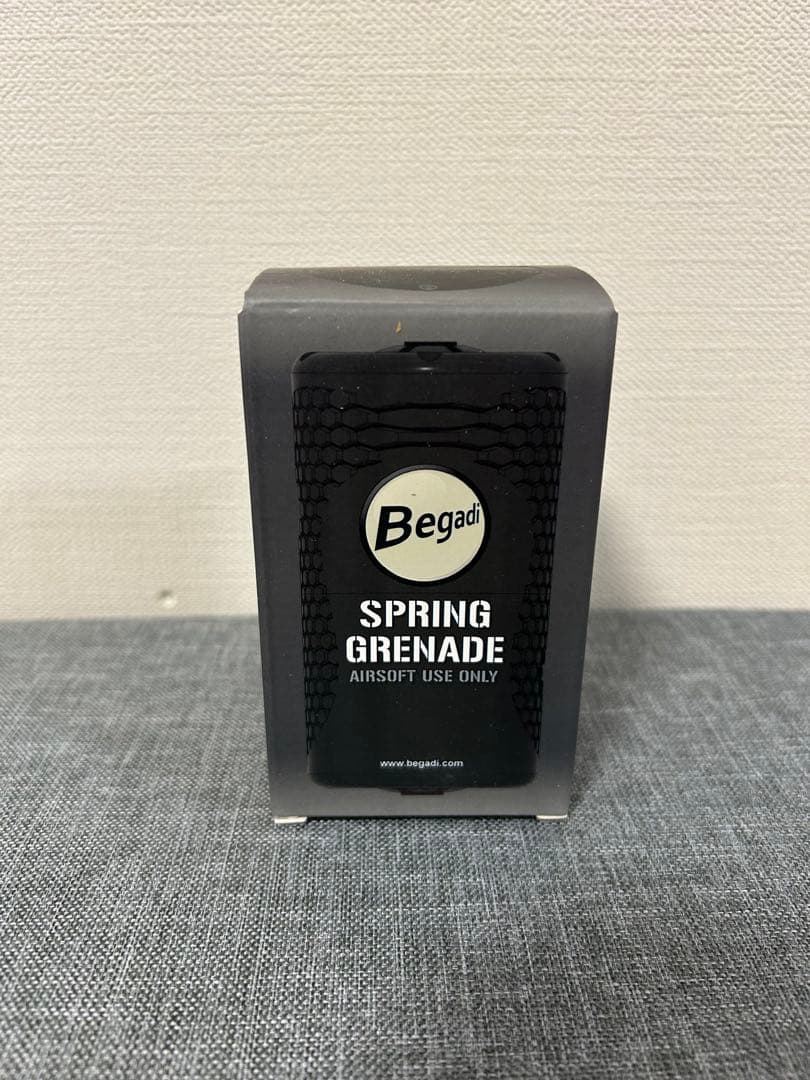 Begadi
SPRING
GRENADE
AIRSOFT USE ONLY
www.begadi.com